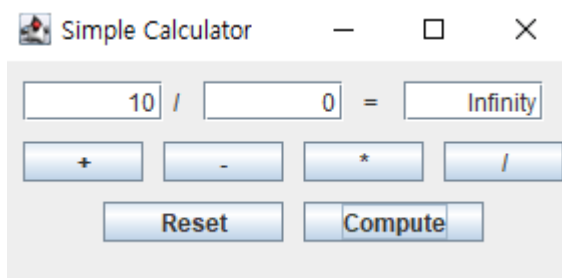 Simple Calculator
10 / 0 = Infinity
+ - * /
Reset Compute